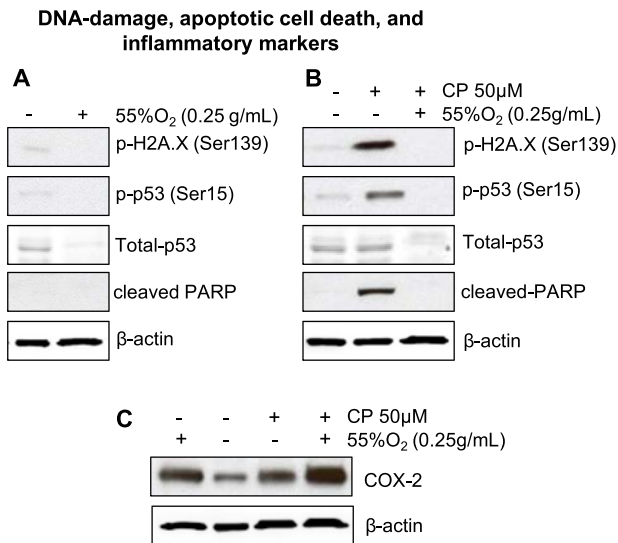 DNA-damage, apoptotic cell death, and
inflammatory markers
A
- + 55%O₂ (0.25 g/mL)
p-H2A.X (Ser139)
p-p53 (Ser15)
Total-p53
cleaved PARP
β-actin
B
- + + CP 50µM
- - + 55%O₂ (0.25g/mL)
p-H2A.X (Ser139)
p-p53 (Ser15)
Total-p53
cleaved-PARP
β-actin
C
- - + + CP 50µM
+ - - + 55%O₂ (0.25g/mL)
COX-2
β-actin